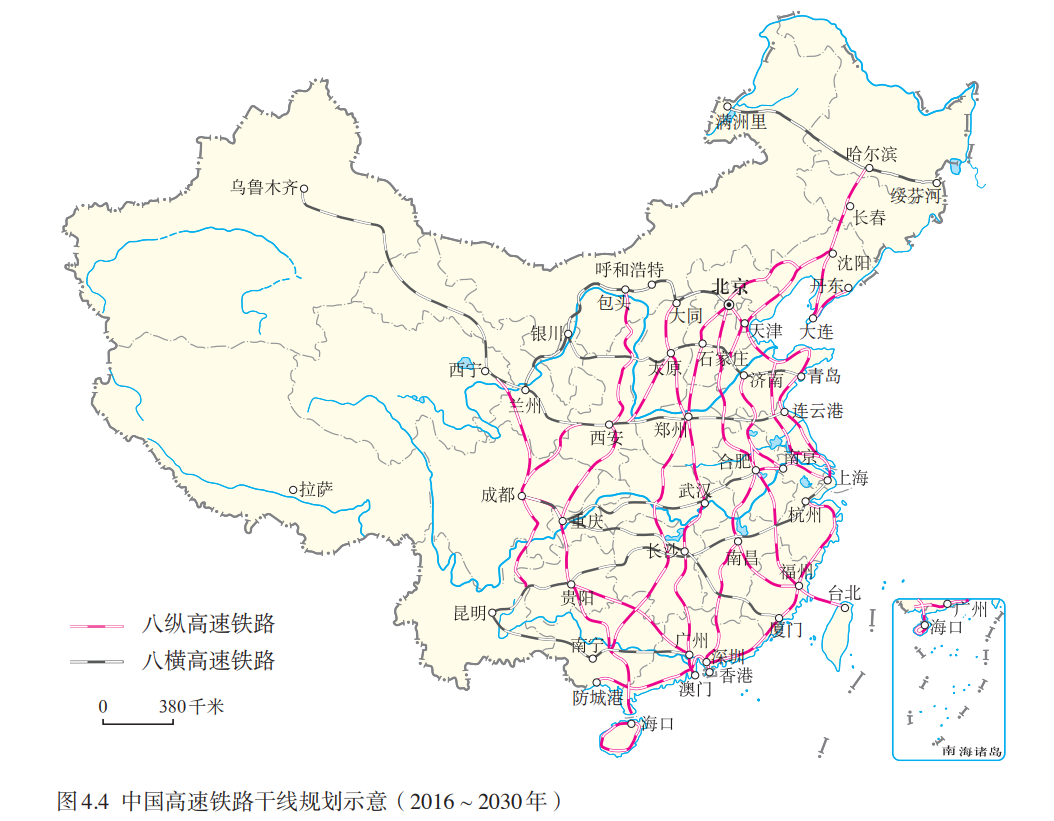 满洲里
哈尔滨
绥芬河
乌鲁木齐
长春
沈阳
呼和浩特
北京
丹东
包头
大同
天津
大连
银川
太原
石家庄
西宁
济南
青岛
兰州
连云港
西安
郑州
合肥
南京
上海
成都
武汉
拉萨
杭州
重庆
长沙
南昌
福州
台北
贵阳
昆明
厦门
广州
海口
八纵高速铁路
南宁
广州
深圳
八横高速铁路
香港
澳门
防城港
0 380千米
海口
南海诸岛
图4.4 中国高速铁路干线规划示意（2016 ~ 2030年）